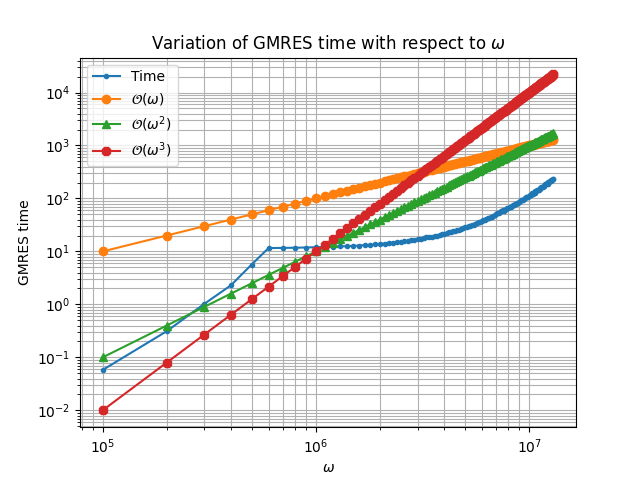 Variation of GMRES time with respect to ω
Time
𝒪(ω)
𝒪(ω²)
𝒪(ω³)
GMRES time
10⁴
10³
10²
10¹
10⁰
10⁻¹
10⁻²
10⁵ 10⁶ 10⁷
ω